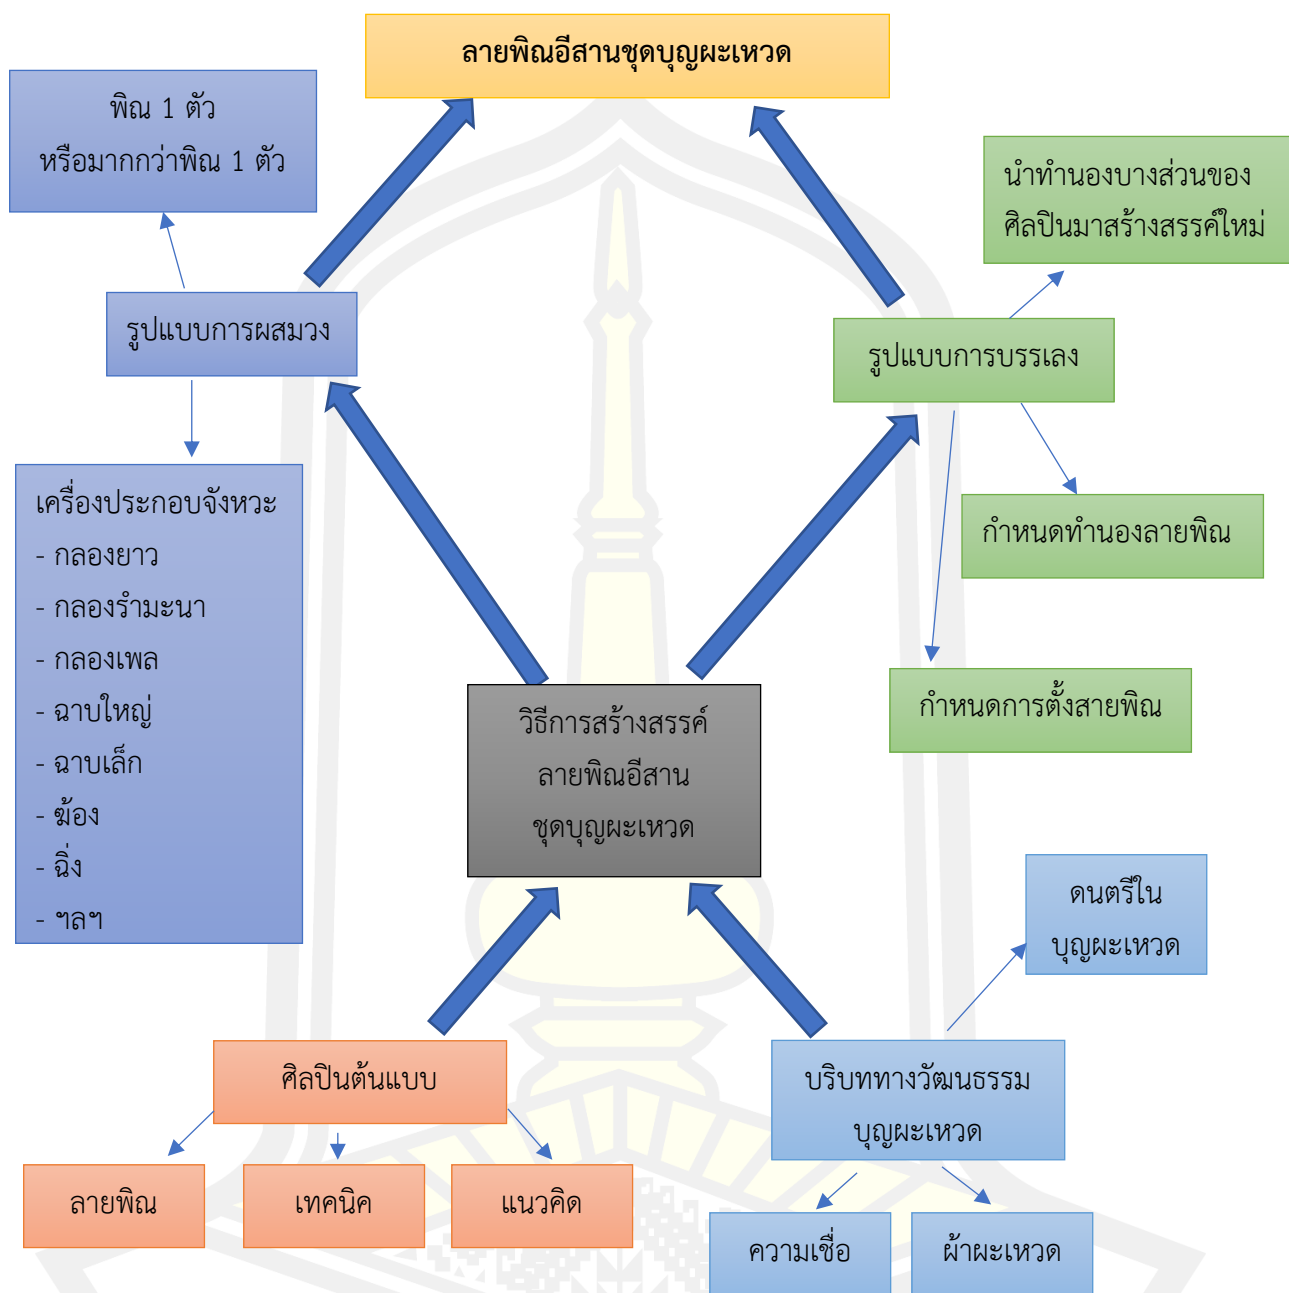 ลายพิณอีสานชุดบุญผะเหวด
พิณ 1 ตัว
หรือมากกว่าพิณ 1 ตัว
นำทำนองบางส่วนของ
ศิลปินมาสร้างสรรค์ใหม่
รูปแบบการผสมวง
รูปแบบการบรรเลง
เครื่องประกอบจังหวะ
- กลองยาว
- กลองรำมะนา
- กลองเพล
- ฉาบใหญ่
- ฉาบเล็ก
- ฆ้อง
- ฉิ่ง
- ฯลฯ
กำหนดทำนองลายพิณ
กำหนดการตั้งสายพิณ
วิธีการสร้างสรรค์
ลายพิณอีสาน
ชุดบุญผะเหวด
ดนตรีใน
บุญผะเหวด
ศิลปินต้นแบบ
บริบททางวัฒนธรรม
บุญผะเหวด
ลายพิณ
เทคนิค
แนวคิด
ความเชื่อ
ผ้าผะเหวด